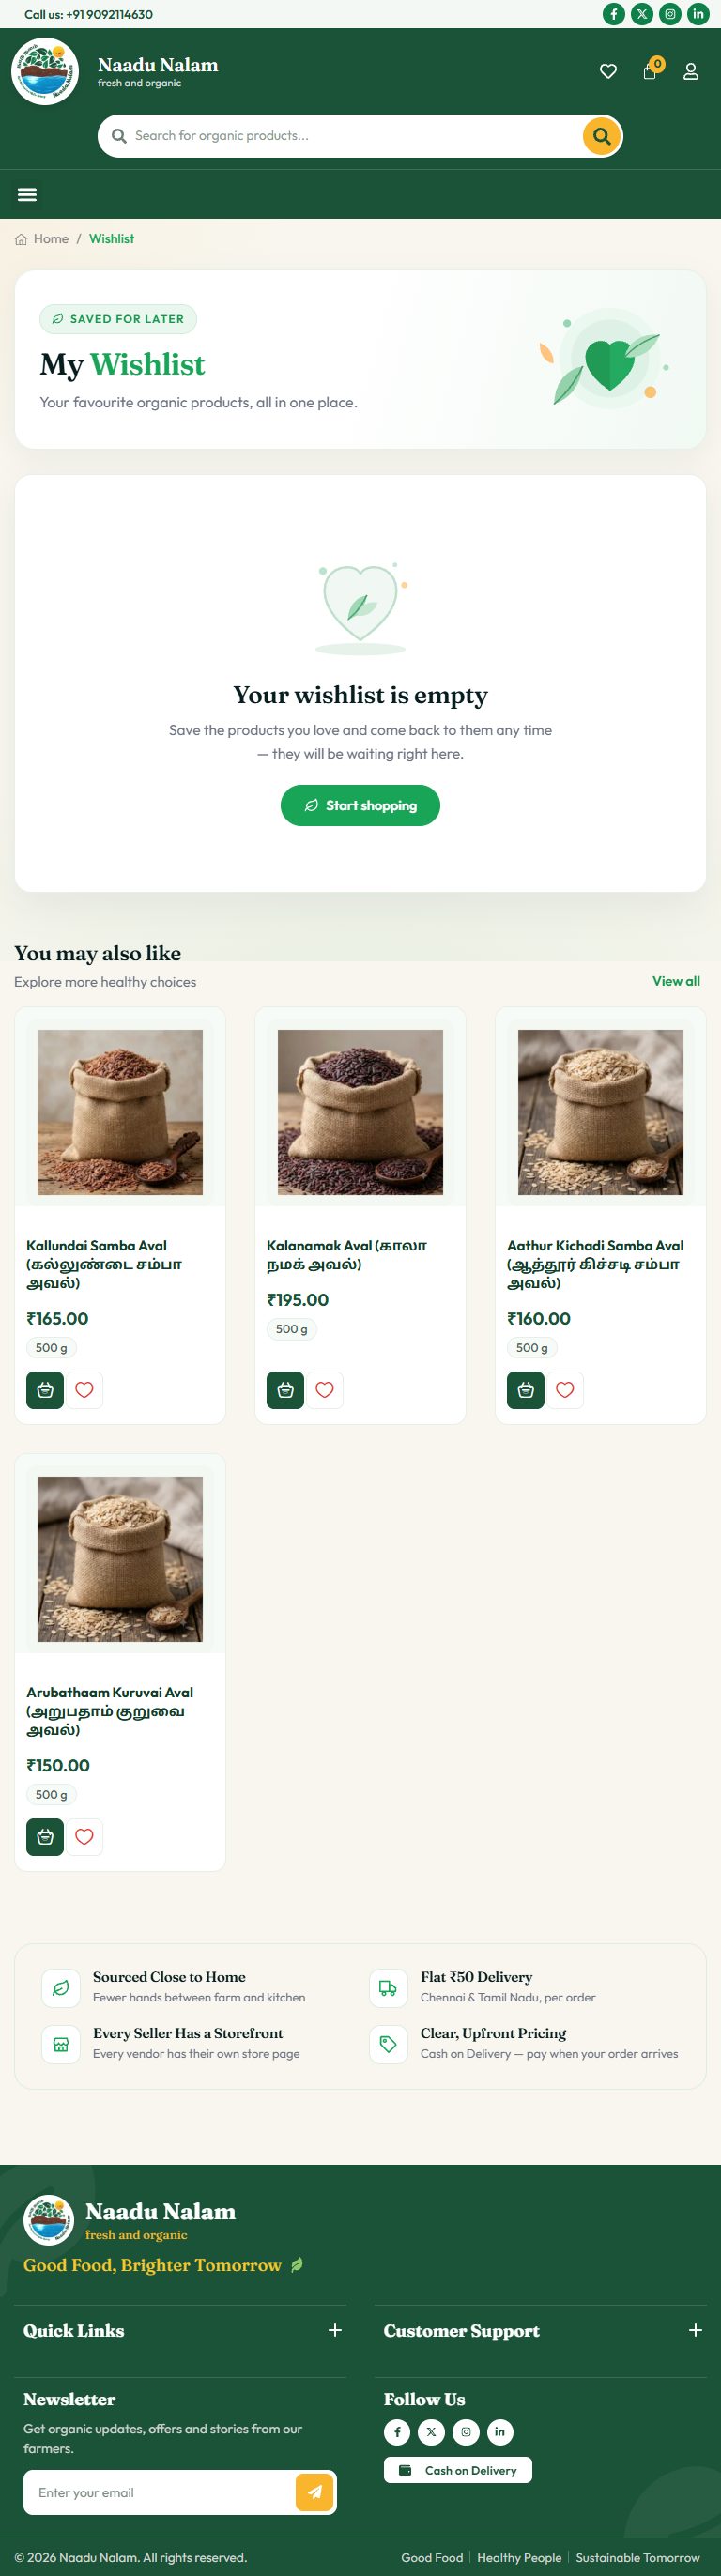 Call us: +91 9092114630
Naadu Nalam
fresh and organic
0
Search for organic products...
Home / Wishlist
SAVED FOR LATER
My Wishlist
Your favourite organic products, all in one place.
Your wishlist is empty
Save the products you love and come back to them any time
— they will be waiting right here.
Start shopping
You may also like
Explore more healthy choices
View all
Kallundai Samba Aval
(கல்லுண்டை சம்பா
அவல்)
₹165.00
500 g
Kalanamak Aval (காலா
நமக் அவல்)
₹195.00
500 g
Aathur Kichadi Samba Aval
(ஆத்தூர் கிச்சடி சம்பா
அவல்)
₹160.00
500 g
Arubathaam Kuruvai Aval
(அறுபதாம் குறுவை
அவல்)
₹150.00
500 g
Sourced Close to Home
Fewer hands between farm and kitchen
Flat ₹50 Delivery
Chennai & Tamil Nadu, per order
Every Seller Has a Storefront
Every vendor has their own store page
Clear, Upfront Pricing
Cash on Delivery — pay when your order arrives
Naadu Nalam
fresh and organic
Good Food, Brighter Tomorrow
Quick Links
Customer Support
Newsletter
Get organic updates, offers and stories from our
farmers.
Enter your email
Follow Us
Cash on Delivery
© 2026 Naadu Nalam. All rights reserved.
Good Food | Healthy People | Sustainable Tomorrow